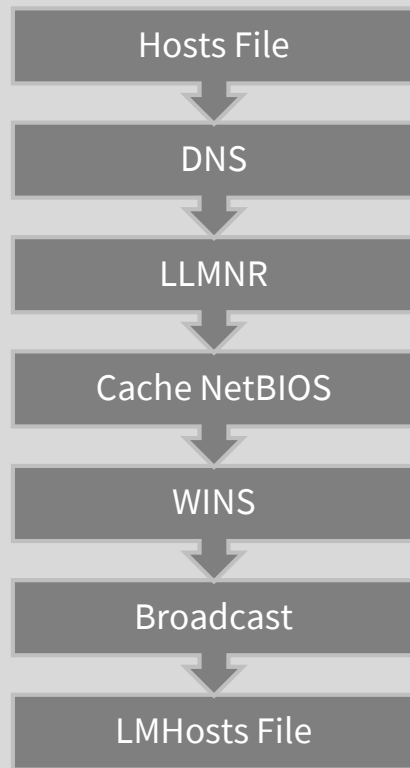 Hosts File
DNS
LLMNR
Cache NetBIOS
WINS
Broadcast
LMHosts File